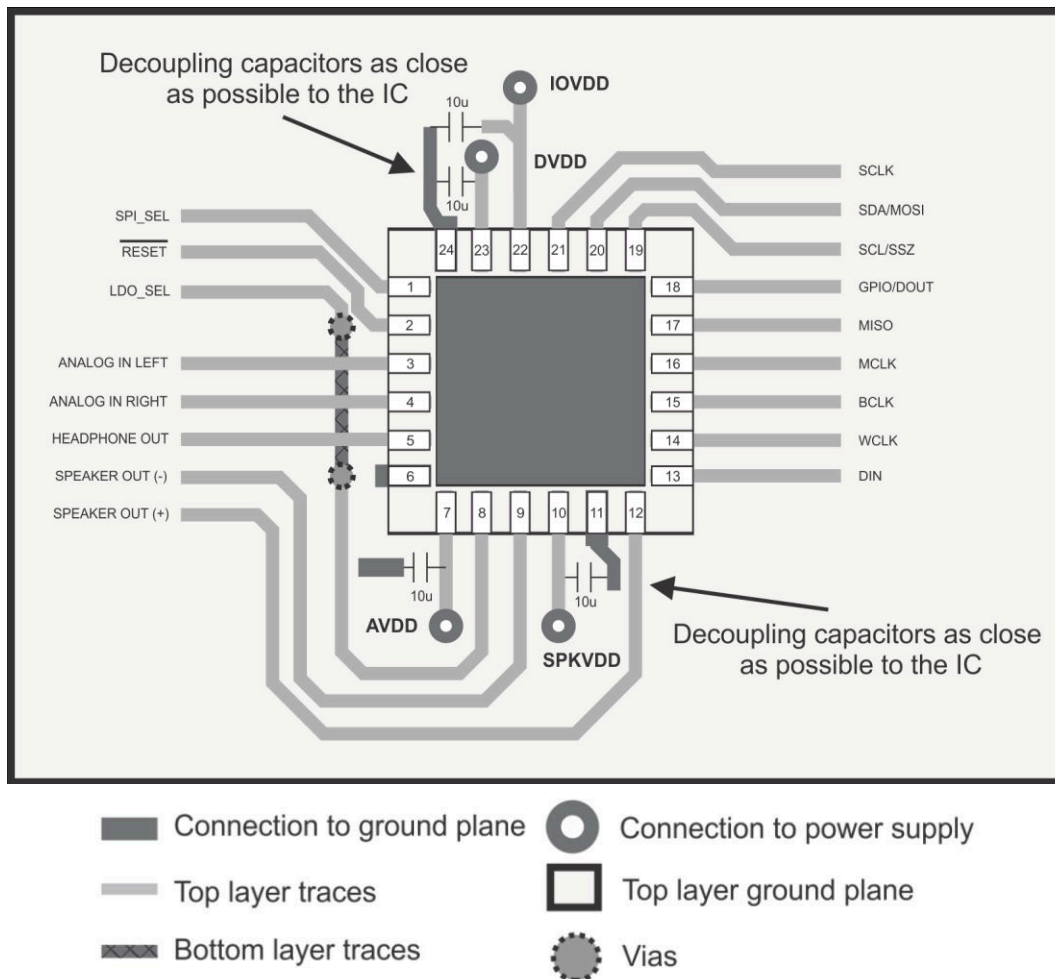 Decoupling capacitors as close
as possible to the IC
10u
IOVDD
DVDD
10u
SCLK
SDA/MOSI
SCL/SSZ
SPI_SEL
RESET
LDO_SEL
ANALOG IN LEFT
ANALOG IN RIGHT
HEADPHONE OUT
SPEAKER OUT (-)
SPEAKER OUT (+)
24 23 22 21 20 19
1
2
3
4
5
6
18
17
16
15
14
13
7 8 9 10 11 12
GPIO/DOUT
MISO
MCLK
BCLK
WCLK
DIN
10u
AVDD
10u
SPKVDD
Decoupling capacitors as close
as possible to the IC
Connection to ground plane
Connection to power supply
Top layer traces
Top layer ground plane
Bottom layer traces
Vias